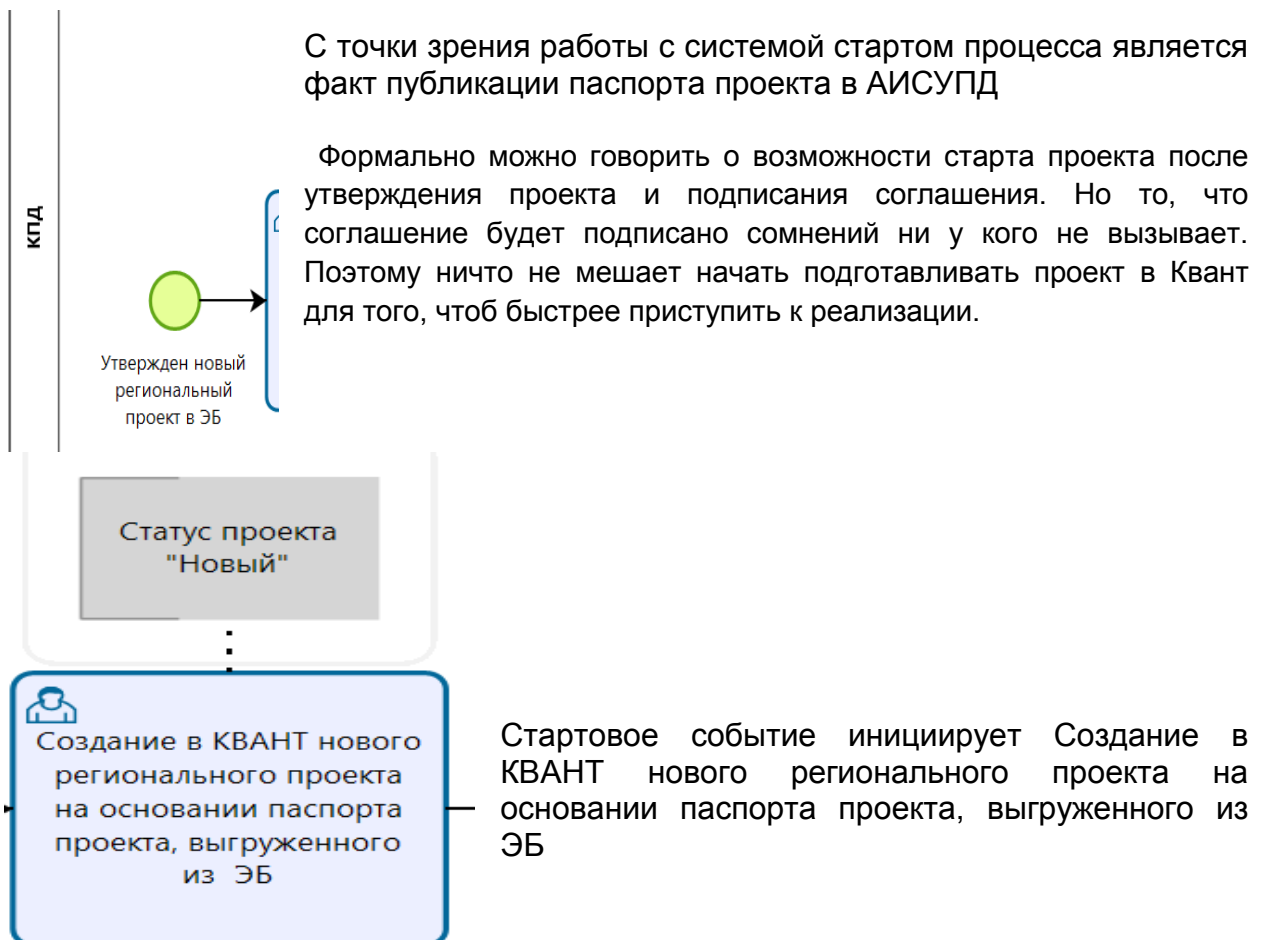 С точки зрения работы с системой стартом процесса является
факт публикации паспорта проекта в АИСУПД
Формально можно говорить о возможности старта проекта после
утверждения проекта и подписания соглашения. Но то, что
соглашение будет подписано сомнений ни у кого не вызывает.
Поэтому ничто не мешает начать подготавливать проект в Квант
для того, чтоб быстрее приступить к реализации.
КПД
Утвержден новый
региональный
проект в ЭБ
Статус проекта
"Новый"
Создание в КВАНТ нового
регионального проекта
на основании паспорта
проекта, выгруженного
из ЭБ
Стартовое событие инициирует Создание в
КВАНТ нового регионального проекта на
основании паспорта проекта, выгруженного из
ЭБ